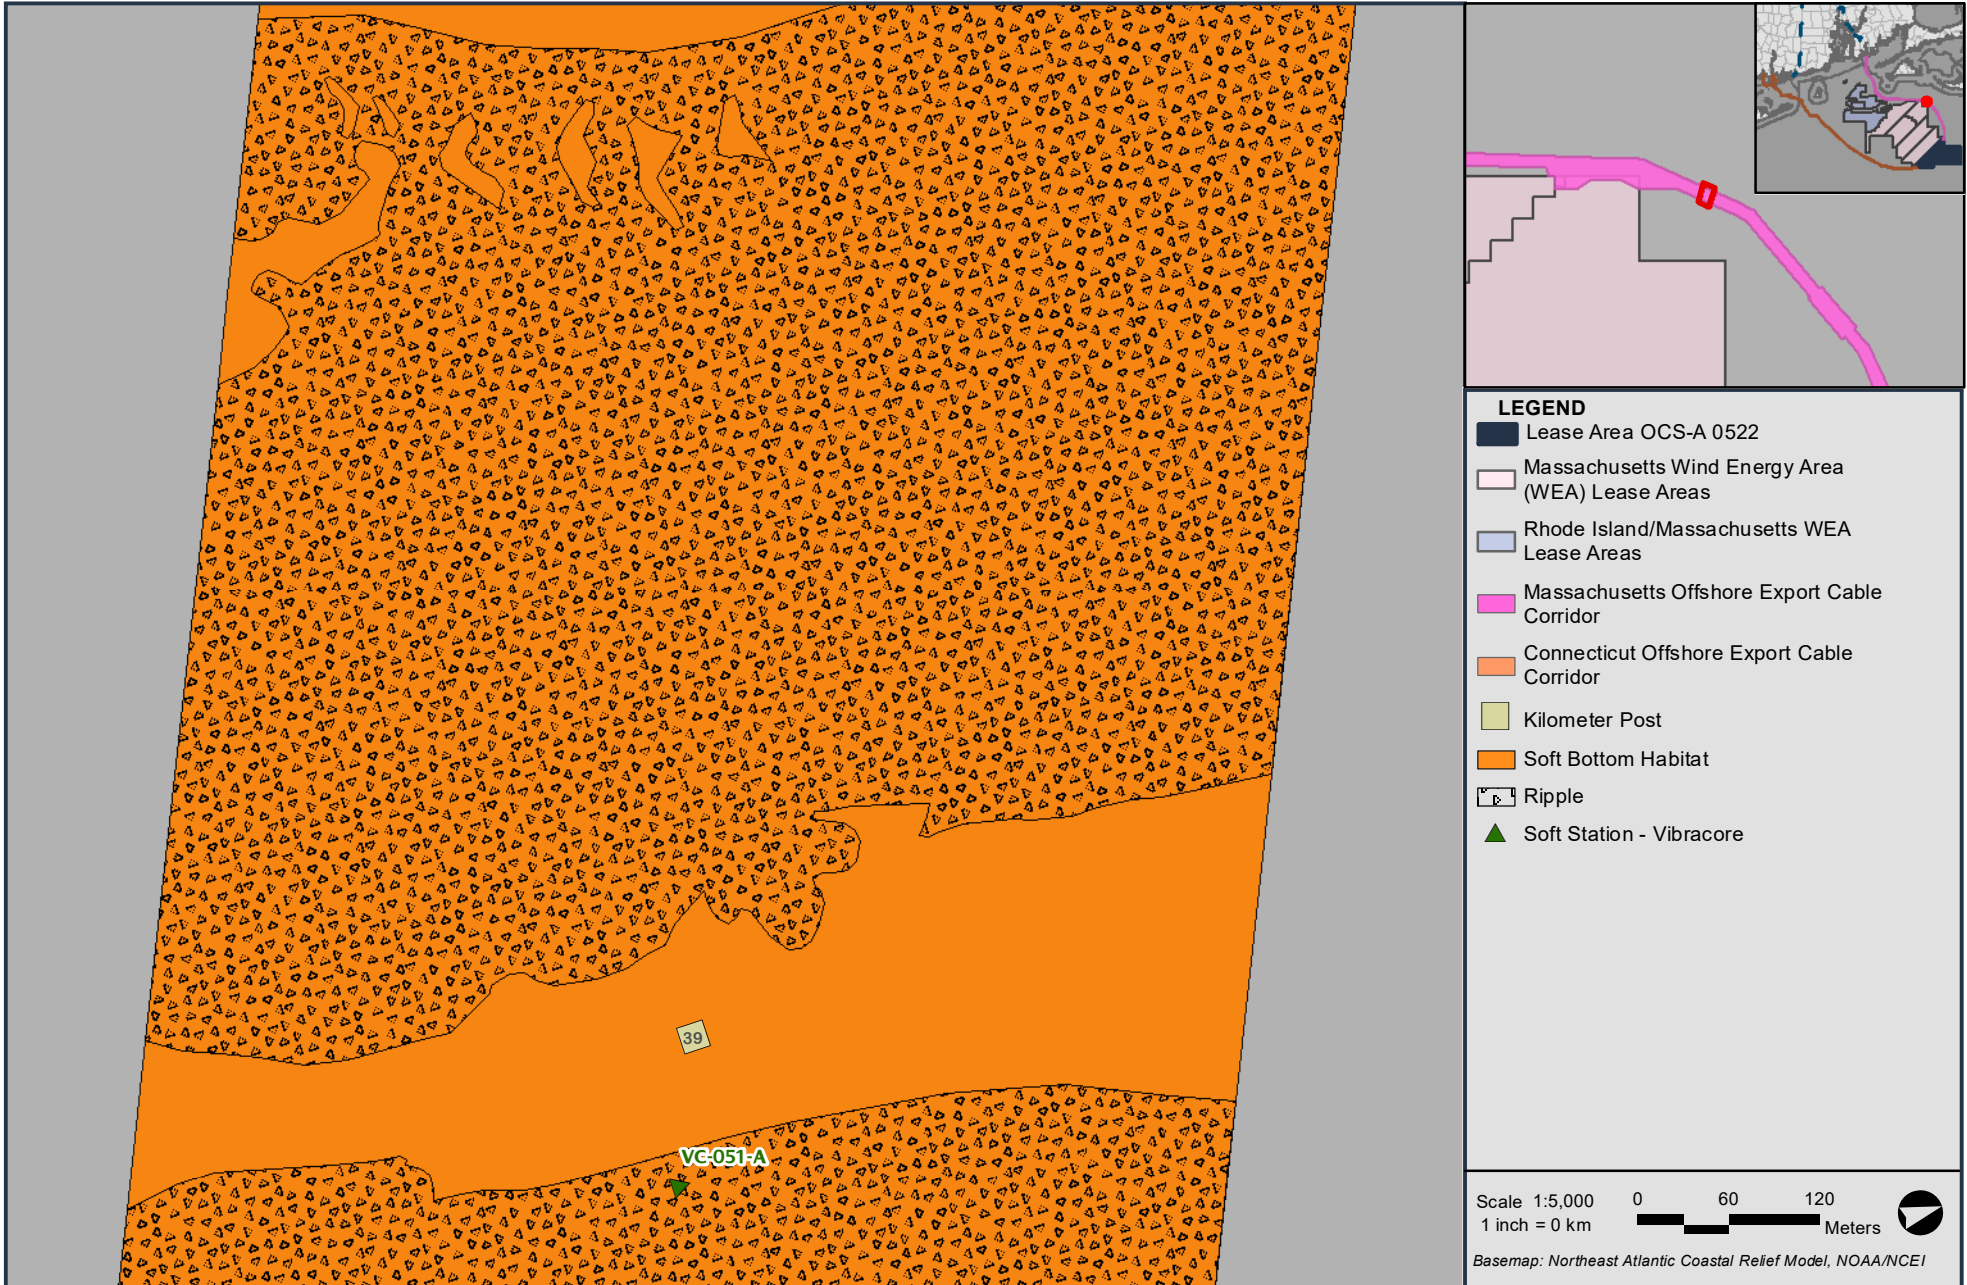 39
VC-051-A
LEGEND
Lease Area OCS-A 0522
Massachusetts Wind Energy Area
(WEA) Lease Areas
Rhode Island/Massachusetts WEA
Lease Areas
Massachusetts Offshore Export Cable
Corridor
Connecticut Offshore Export Cable
Corridor
Kilometer Post
Soft Bottom Habitat
Ripple
Soft Station - Vibracore
Scale 1:5,000
1 inch = 0 km
0 60 120
Meters
Basemap: Northeast Atlantic Coastal Relief Model, NOAA/NCEI